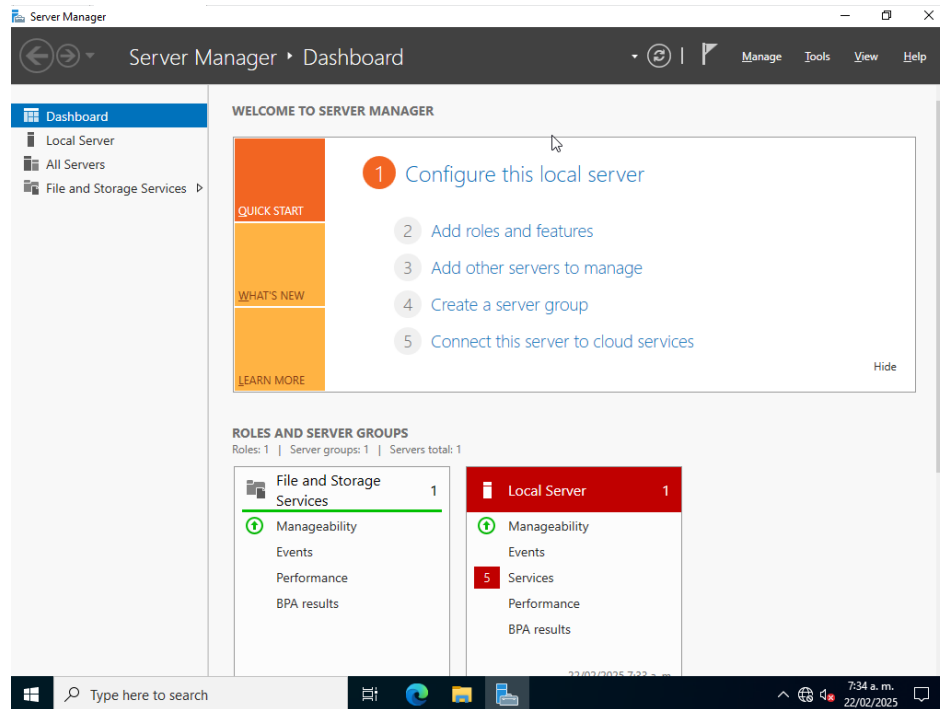 Server Manager
Server Manager ‣ Dashboard
Manage Tools View Help
Dashboard
Local Server
All Servers
File and Storage Services
WELCOME TO SERVER MANAGER
QUICK START
WHAT'S NEW
LEARN MORE
1 Configure this local server
2 Add roles and features
3 Add other servers to manage
4 Create a server group
5 Connect this server to cloud services
Hide
ROLES AND SERVER GROUPS
Roles: 1 | Server groups: 1 | Servers total: 1
File and Storage
Services 1
Manageability
Events
Performance
BPA results
Local Server 1
Manageability
Events
5 Services
Performance
BPA results
22/02/2025 7:33 a. m.
Type here to search
7:34 a. m.
22/02/2025